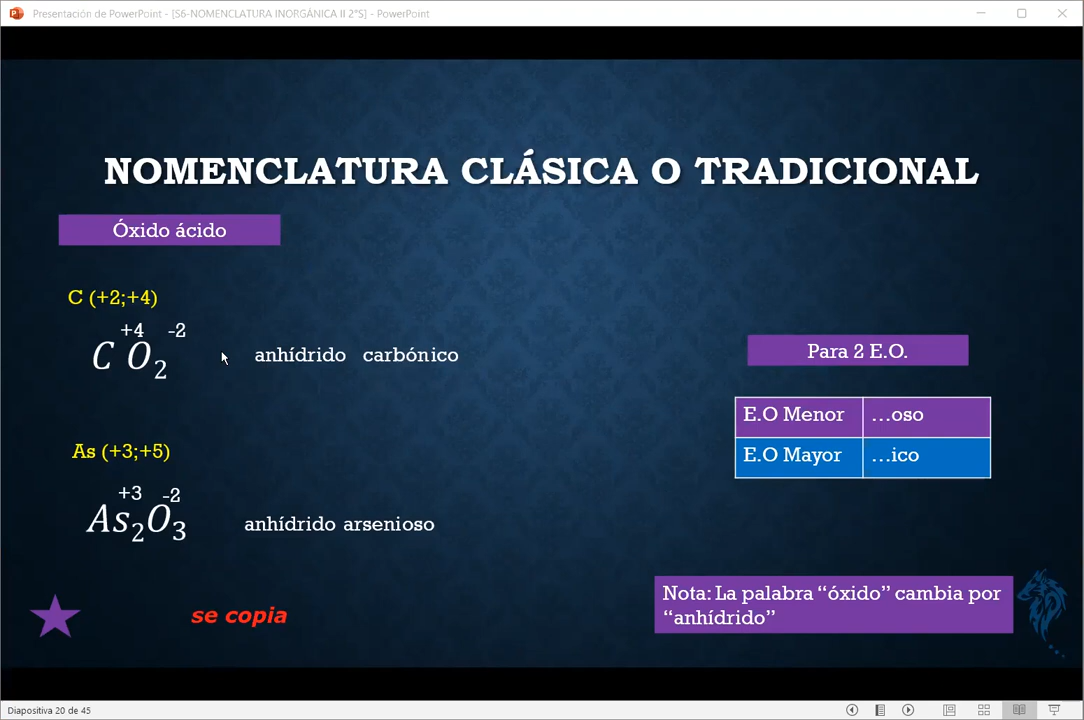 Presentación de PowerPoint - [S6-NOMENCLATURA INORGÁNICA II 2°S] - PowerPoint
NOMENCLATURA CLÁSICA O TRADICIONAL
Óxido ácido
C (+2;+4)
+4 -2
C O2 anhídrido carbónico
Para 2 E.O.
E.O Menor …oso
E.O Mayor …ico
As (+3;+5)
+3 -2
As2O3 anhídrido arsenioso
se copia
Nota: La palabra “óxido” cambia por
“anhídrido”
Diapositiva 20 de 45